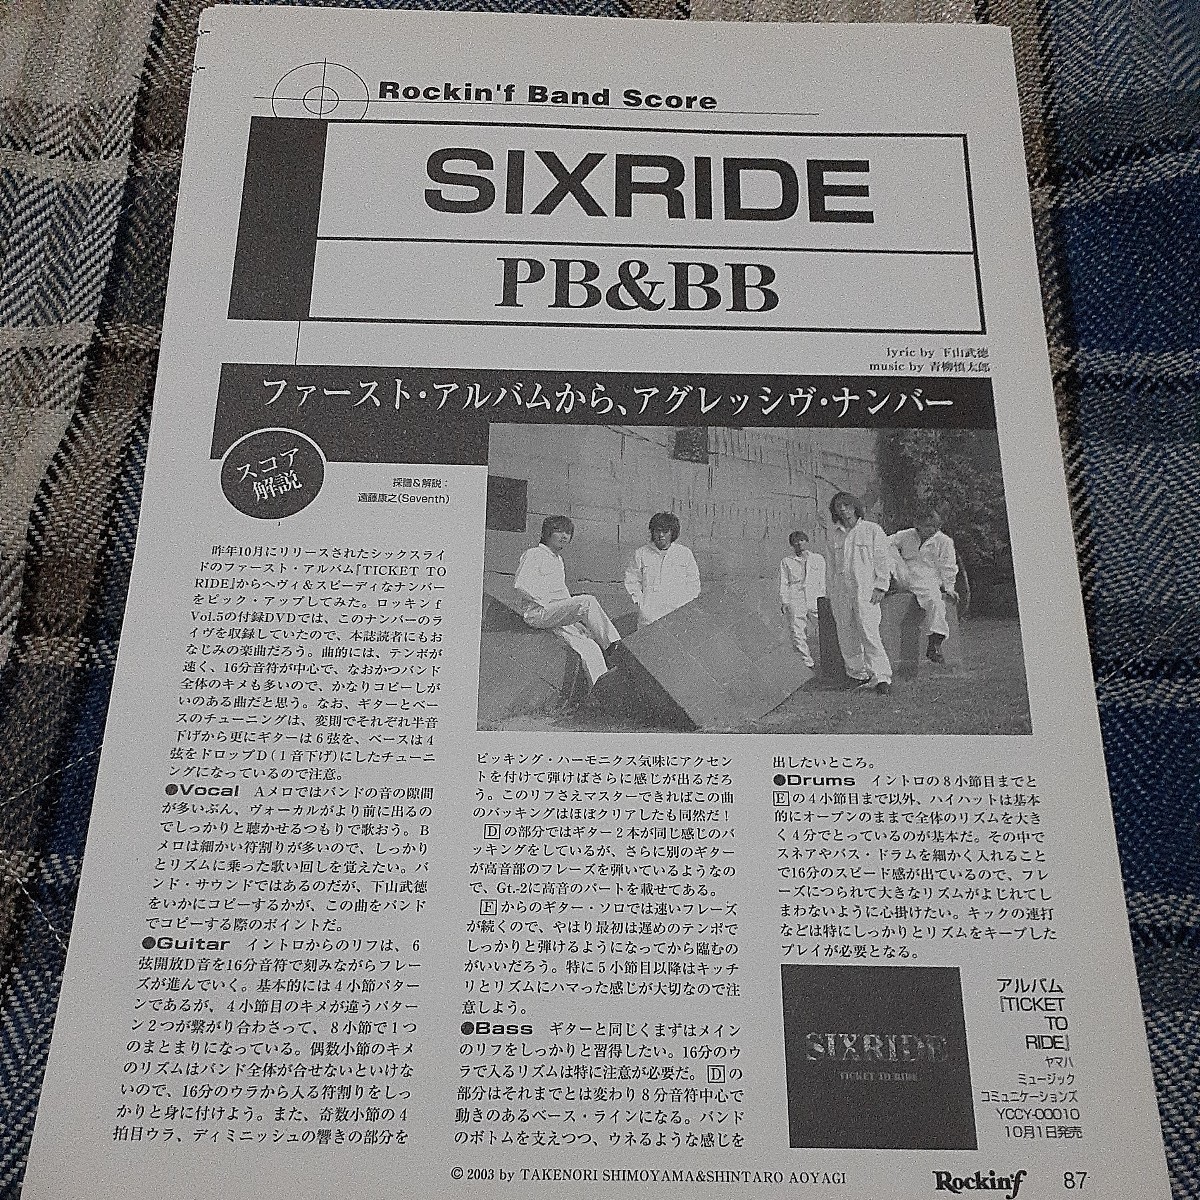 Rockin'f Band Score
SIXRIDE
PB&BB
lyric by 下山武徳
music by 青柳慎太郎
ファースト・アルバムから、アグレッシヴ・ナンバー
スコア
解説
採譜&解説:
遠藤康之(Seventh)
昨年10月にリリースされたシックスライ
ドのファースト・アルバム『TICKET TO
RIDE』からヘヴィ&スピーディなナンバー
をピック・アップしてみた。ロッキンf
Vol.5の付録DVDでは、このナンバーのラ
イヴを収録していたので、本誌読者にもお
なじみの楽曲だろう。曲的には、テンポが
速く、16分音符が中心で、なおかつバンド
全体のキメも多いので、かなりコピーしが
いのある曲だと思う。なお、ギターとベー
スのチューニングは、変則でそれぞれ半音
下げから更にギターは6弦を、ベースは4
弦をドロップD(1音下げ)にしたチューニ
ングになっているので注意。
●Vocal Aメロではバンドの音の隙間
が多いぶん、ヴォーカルがより前に出るの
でしっかりと聴かせるつもりで歌おう。B
メロは細かい符割りが多いので、しっかり
とリズムに乗った歌い回しを覚えたい。バ
ンド・サウンドではあるのだが、下山武徳
をいかにコピーするかが、この曲をバンド
でコピーする際のポイントだ。
●Guitar イントロからのリフは、6
弦開放D音を16分音符で刻みながらフレー
ズが進んでいく。基本的には4小節パター
ンであるが、4小節目のキメが違うパター
ン2つが繋がり合わさって、8小節で1つ
のまとまりになっている。偶数小節のキメ
のリズムはバンド全体が合せないといけな
いので、16分のウラから入る符割りをしっ
かりと身に付けよう。また、奇数小節の4
拍目ウラ、ディミニッシュの響きの部分を
ピッキング・ハーモニクス気味にアクセン
トを付けて弾けばさらに感じが出るだろ
う。このリフさえマスターできればこの曲
のバッキングはほぼクリアしたも同然だ!
Dの部分ではギター2本が同じ感じのバ
ッキングをしているが、さらに別のギター
が高音部のフレーズを弾いているようなの
で、Gt.-2に高音のパートを載せてある。
Fからのギター・ソロでは速いフレーズ
が続くので、やはり最初は遅めのテンポで
しっかりと弾けるようになってから臨むの
がいいだろう。特に5小節目以降はキッチ
リとリズムにハマった感じが大切なので注
意しよう。
●Bass ギターと同じくまずはメイン
のリフをしっかりと習得したい。16分のウ
ラで入るリズムは特に注意が必要だ。Dの
部分はそれまでとは変わり8分音符中心で
動きのあるベース・ラインになる。バンド
のボトムを支えつつ、ウネるような感じを
出したいところ。
●Drums イントロの8小節目までと
Eの4小節目まで以外、ハイハットは基本
的にオープンのままで全体のリズムを大き
く4分でとっているのが基本だ。その中で
スネアやバス・ドラムを細かく入れること
で16分のスピード感が出ているので、フレ
ーズにつられて大きなリズムがよじれてし
まわないように心掛けたい。キックの連打
などは特にしっかりとリズムをキープした
プレイが必要となる。
SIXRIDE
TICKET TO RIDE
アルバム
『TICKET
TO
RIDE』
ヤマハ
ミュージック
コミュニケーションズ
YCCY-00010
10月1日発売
© 2003 by TAKENORI SHIMOYAMA&SHINTARO AOYAGI
Rockin'f 87